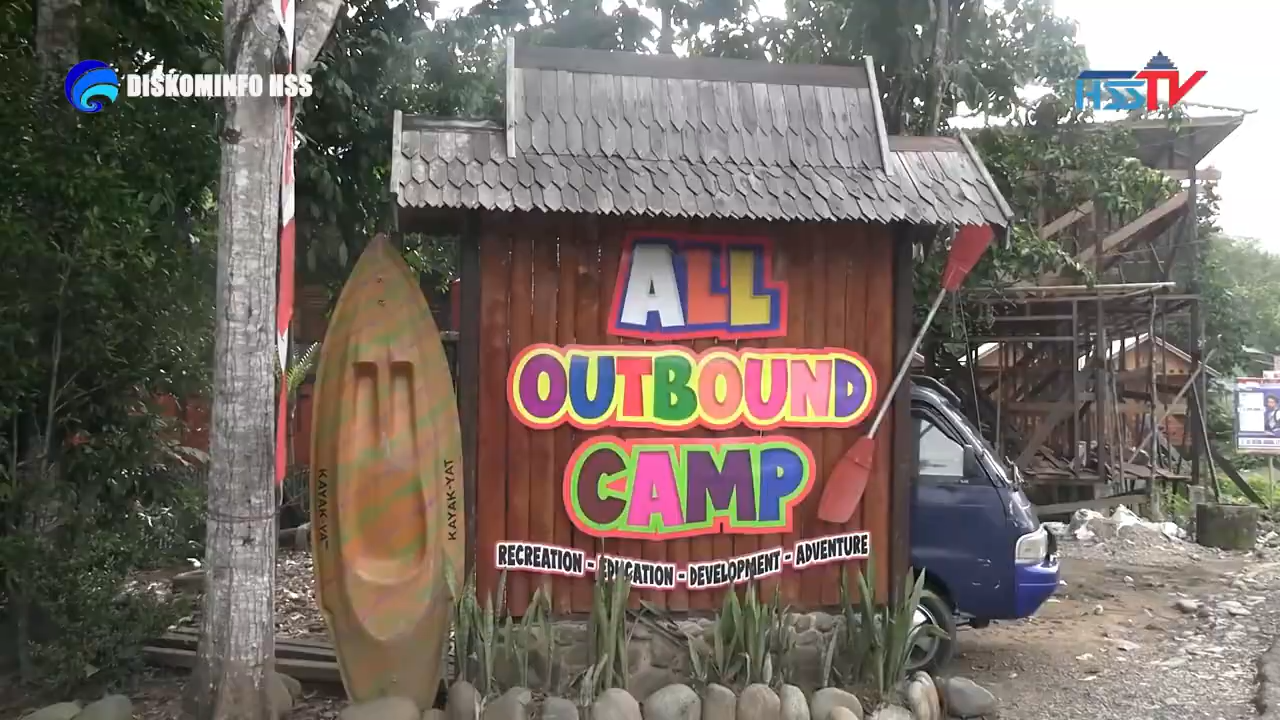 DISKOMINFO HSS
HSSTV
ALL
OUTBOUND
CAMP
RECREATION - EDUCATION - DEVELOPMENT - ADVENTURE
KAYAK-YA
KAYAK-YAT